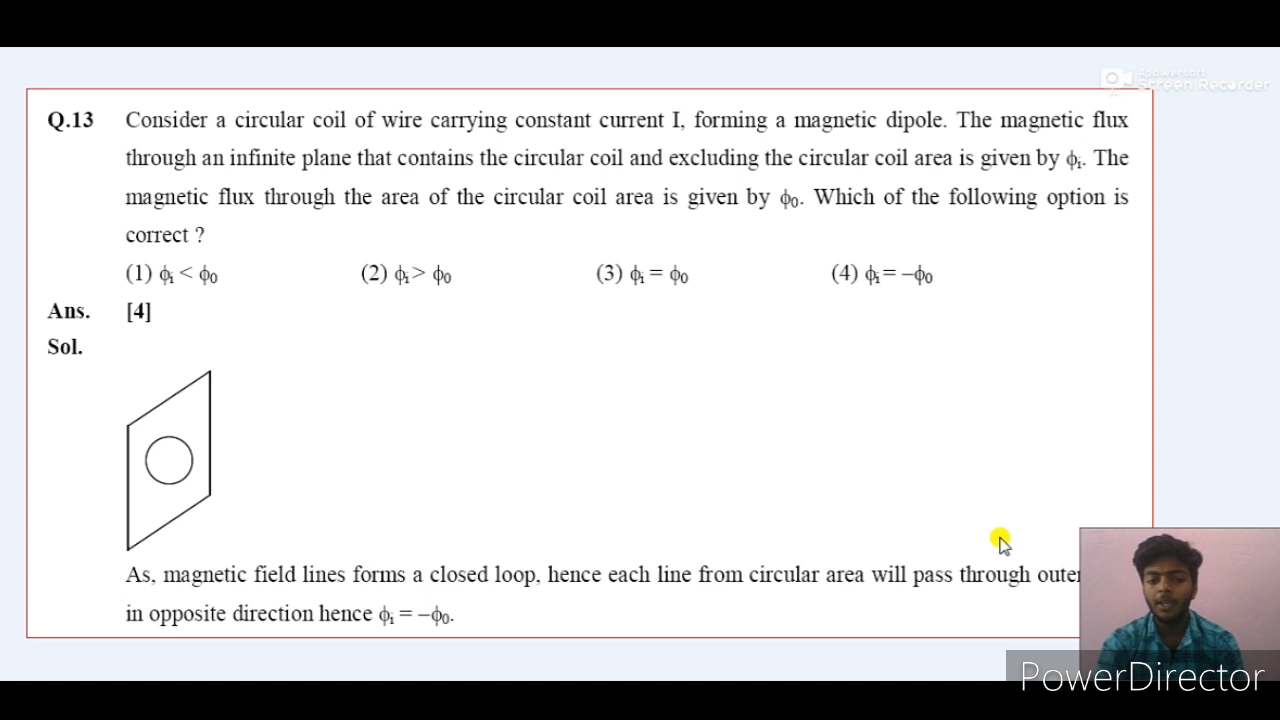 Apowersoft
Screen Recorder
Q.13 Consider a circular coil of wire carrying constant current I, forming a magnetic dipole. The magnetic flux
through an infinite plane that contains the circular coil and excluding the circular coil area is given by ϕᵢ. The
magnetic flux through the area of the circular coil area is given by ϕ₀. Which of the following option is
correct ?
(1) ϕᵢ < ϕ₀ (2) ϕᵢ > ϕ₀ (3) ϕᵢ = ϕ₀ (4) ϕᵢ = −ϕ₀
Ans. [4]
Sol.
As, magnetic field lines forms a closed loop, hence each line from circular area will pass through outer
in opposite direction hence ϕᵢ = −ϕ₀.
PowerDirector